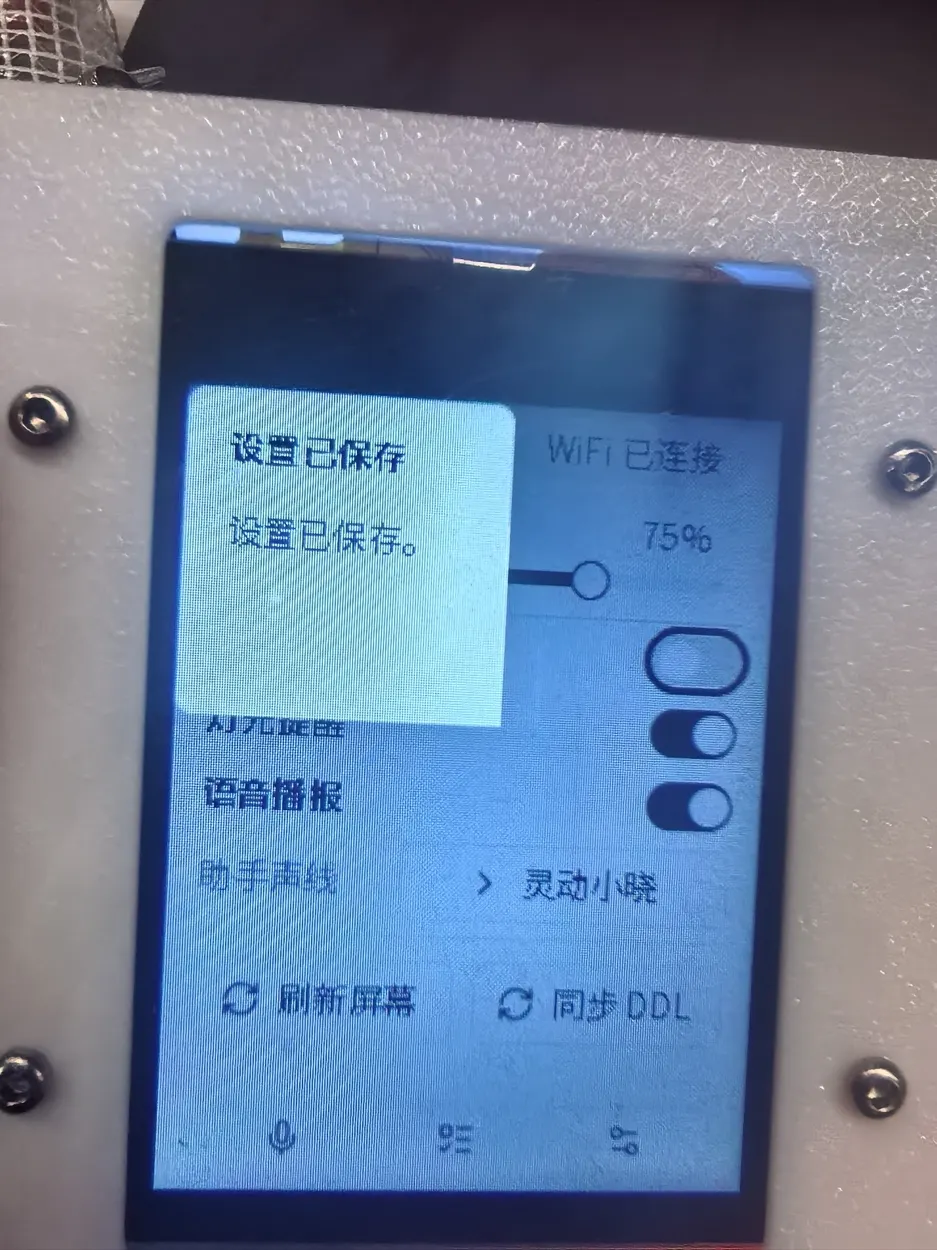 设置已保存
设置已保存。
WiFi 已连接
75%
语音播报
助手声线 > 灵动小晓
刷新屏幕 同步 DDL